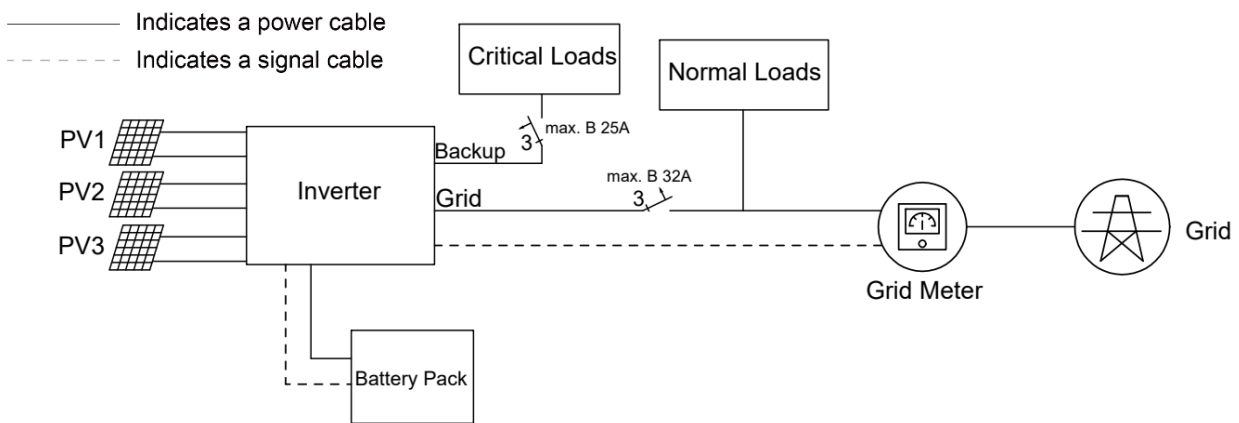 Indicates a power cable
Indicates a signal cable
Critical Loads
Normal Loads
max. B 25A
3
PV1
Backup
max. B 32A
PV2
Inverter
Grid
3
PV3
Grid
Grid Meter
Battery Pack